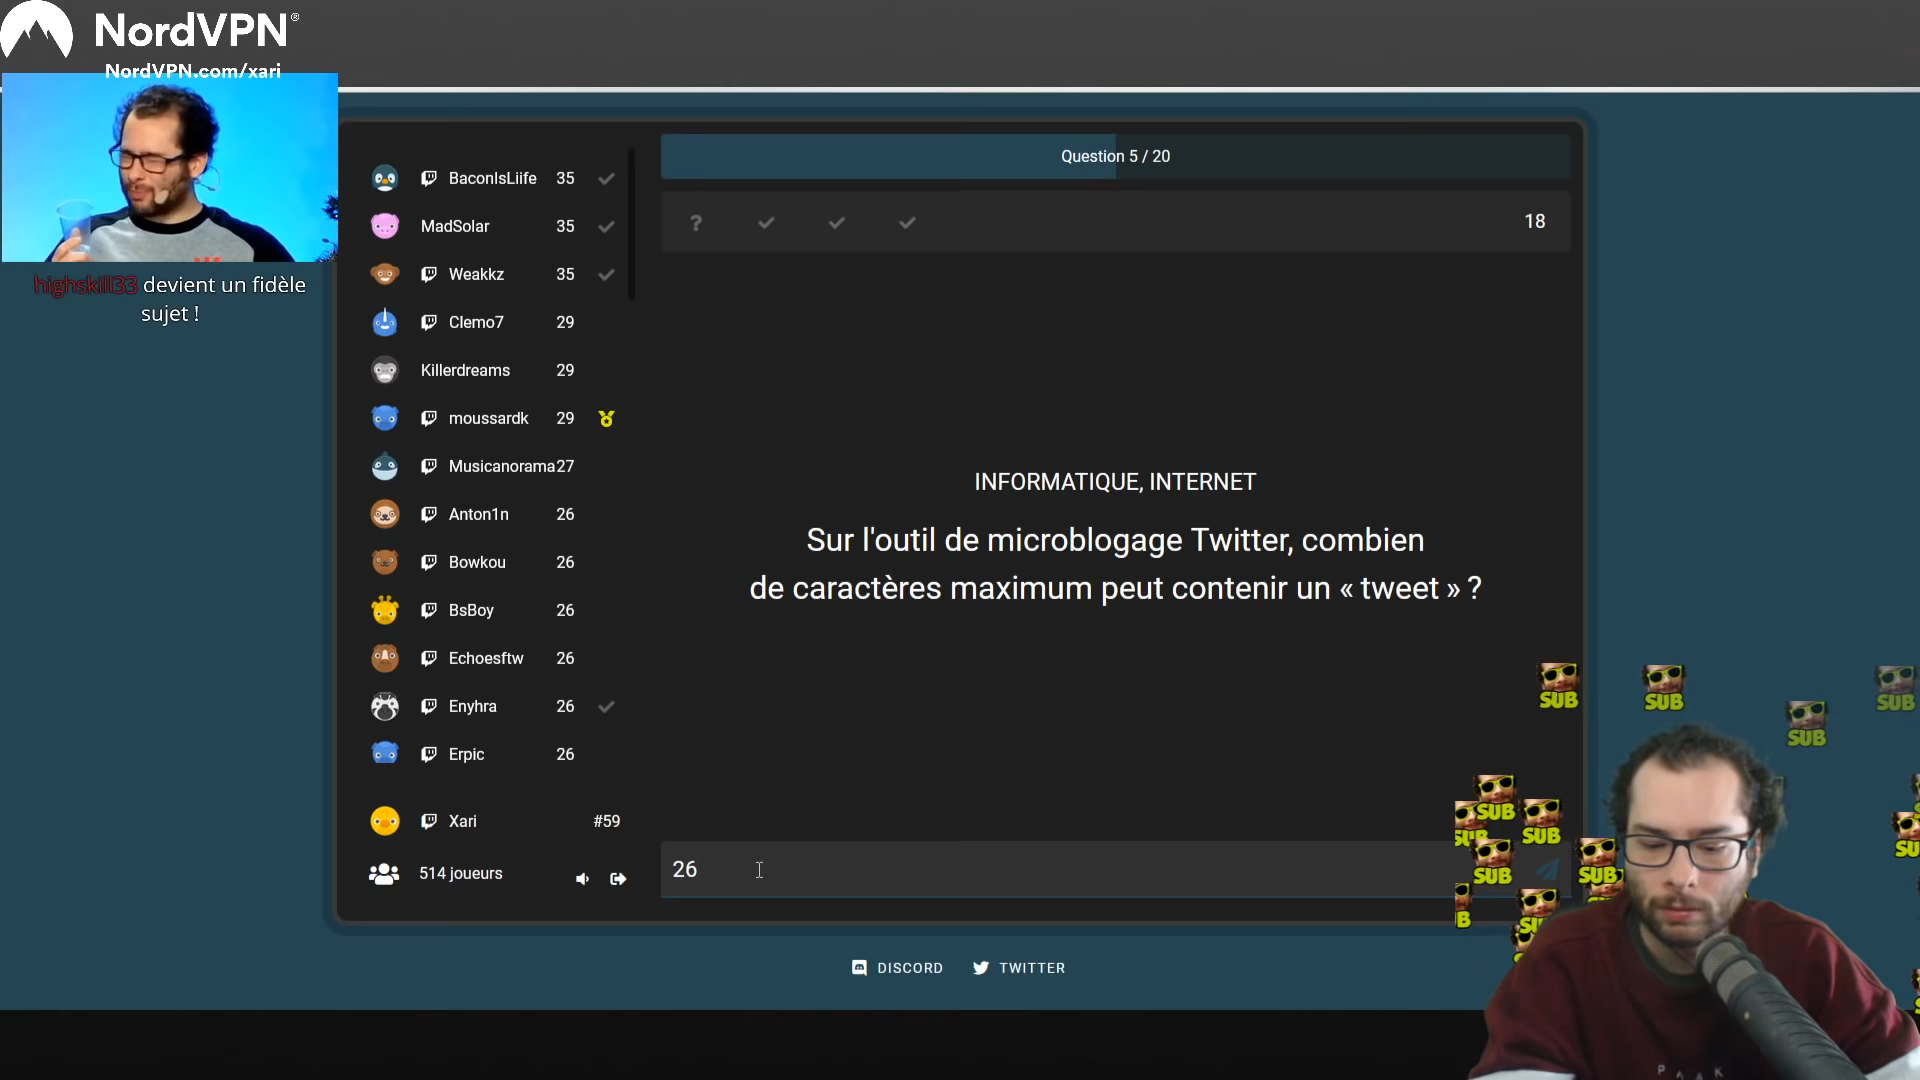 NordVPN®
NordVPN.com/xari
highskill33 devient un fidèle
sujet !
BaconIsLiife 35
MadSolar 35
Weakkz 35
Clemo7 29
Killerdreams 29
moussardk 29
Musicanorama 27
Anton1n 26
Bowkou 26
BsBoy 26
Echoesftw 26
Enyhra 26
Erpic 26
Xari #59
514 joueurs
Question 5 / 20
? 18
INFORMATIQUE, INTERNET
Sur l'outil de microblogage Twitter, combien
de caractères maximum peut contenir un « tweet » ?
26
SUB
SUB
SUB
SUB
SUB
SUB
SUB
SUB
DISCORD TWITTER